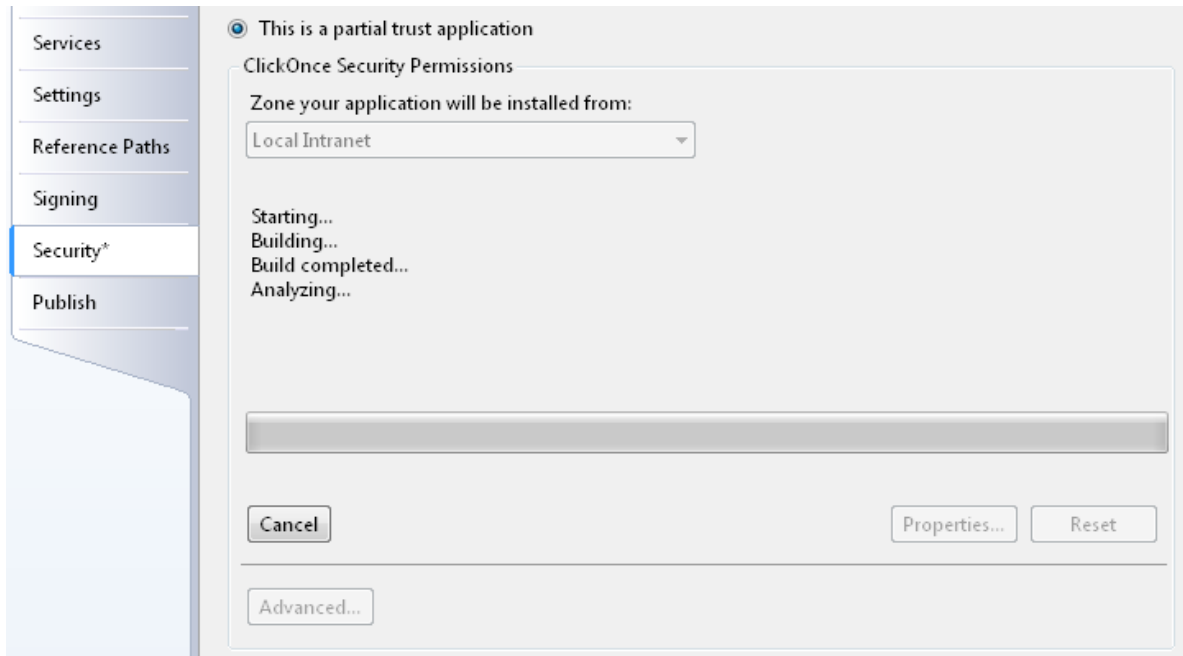 Services
Settings
Reference Paths
Signing
Security*
Publish
This is a partial trust application
ClickOnce Security Permissions
Zone your application will be installed from:
Local Intranet
Starting...
Building...
Build completed...
Analyzing...
Cancel
Properties...
Reset
Advanced...